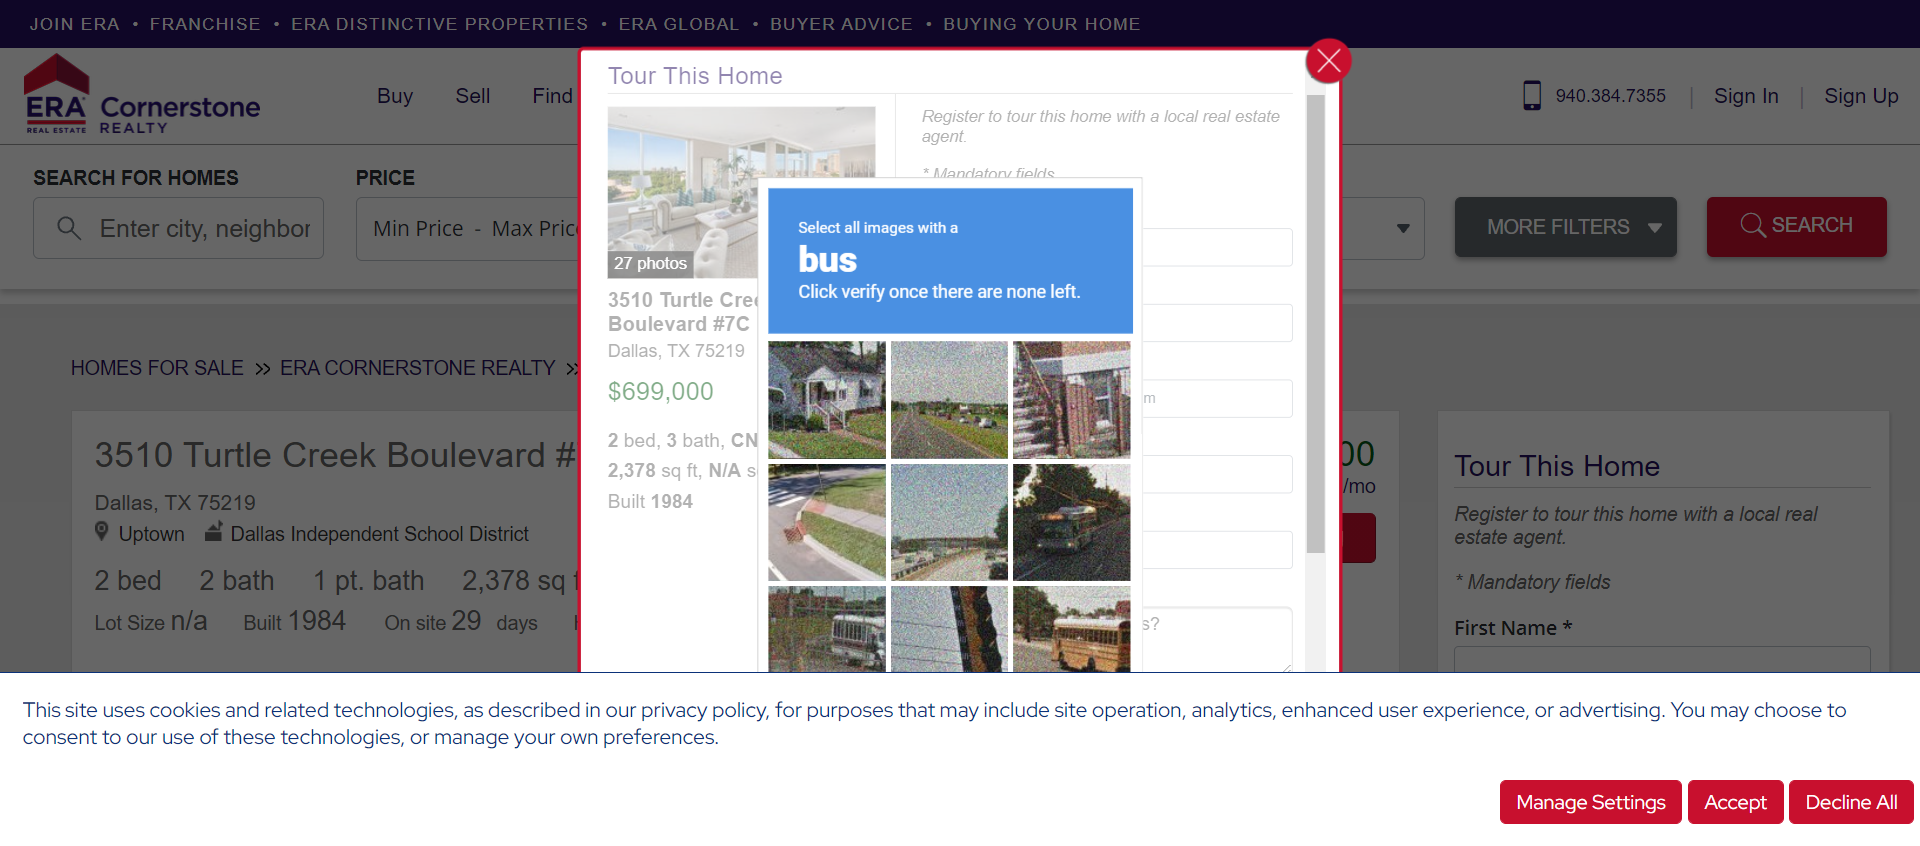 JOIN ERA • FRANCHISE • ERA DISTINCTIVE PROPERTIES • ERA GLOBAL • BUYER ADVICE • BUYING YOUR HOME
ERA
REAL ESTATE
Cornerstone
REALTY
Buy
Sell
Find
940.384.7355
Sign In
Sign Up
SEARCH FOR HOMES
PRICE
Enter city, neighbor
Min Price - Max Pric
MORE FILTERS
SEARCH
HOMES FOR SALE » ERA CORNERSTONE REALTY »
3510 Turtle Creek Boulevard #
Dallas, TX 75219
Uptown
Dallas Independent School District
2 bed 2 bath 1 pt. bath 2,378 sq
Lot Size n/a Built 1984 On site 29 days
00
/mo
Tour This Home
27 photos
3510 Turtle Cree
Boulevard #7C
Dallas, TX 75219
$699,000
2 bed, 3 bath, CN
2,378 sq ft, N/A s
Built 1984
Register to tour this home with a local real estate
agent.
* Mandatory fields
m
s?
Select all images with a
bus
Click verify once there are none left.
Tour This Home
Register to tour this home with a local real
estate agent.
* Mandatory fields
First Name *
This site uses cookies and related technologies, as described in our privacy policy, for purposes that may include site operation, analytics, enhanced user experience, or advertising. You may choose to
consent to our use of these technologies, or manage your own preferences.
Manage Settings
Accept
Decline All